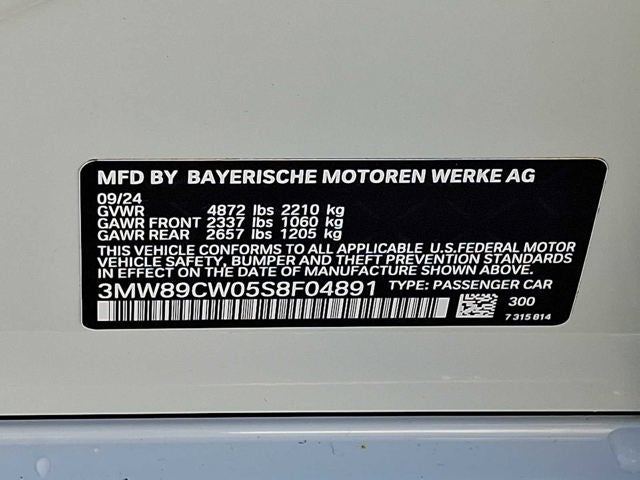 MFD BY BAYERISCHE MOTOREN WERKE AG
09/24
GVWR 4872 lbs 2210 kg
GAWR FRONT 2337 lbs 1060 kg
GAWR REAR 2657 lbs 1205 kg
THIS VEHICLE CONFORMS TO ALL APPLICABLE U.S.FEDERAL MOTOR
VEHICLE SAFETY, BUMPER, AND THEFT PREVENTION STANDARDS
IN EFFECT ON THE DATE OF MANUFACTURE SHOWN ABOVE.
3MW89CW05S8F04891 TYPE: PASSENGER CAR
300
7 315 814